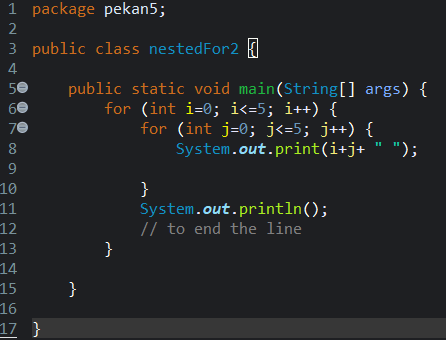 1 package pekan5;
2
3 public class nestedFor2 {
4
5 public static void main(String[] args) {
6 for (int i=0; i<=5; i++) {
7 for (int j=0; j<=5; j++) {
8 System.out.print(i+j+ " ");
9
10 }
11 System.out.println();
12 // to end the line
13 }
14
15 }
16
17 }